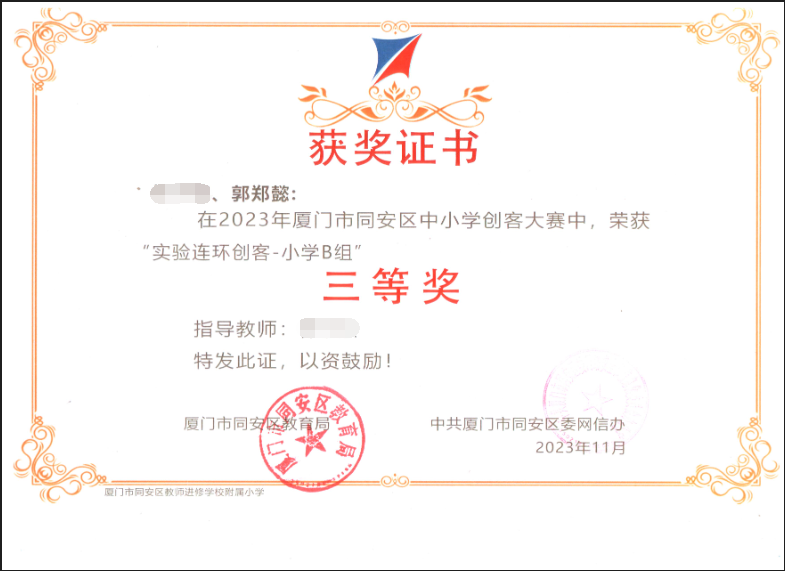 获奖证书
、郭郑懿:
在2023年厦门市同安区中小学创客大赛中，荣获
“实验连环创客-小学B组”
三等奖
指导教师：
特发此证，以资鼓励！
厦门市同安区教育局
厦门市同安区教育局
中共厦门市同安区委网信办
2023年11月
厦门市同安区教师进修学校附属小学